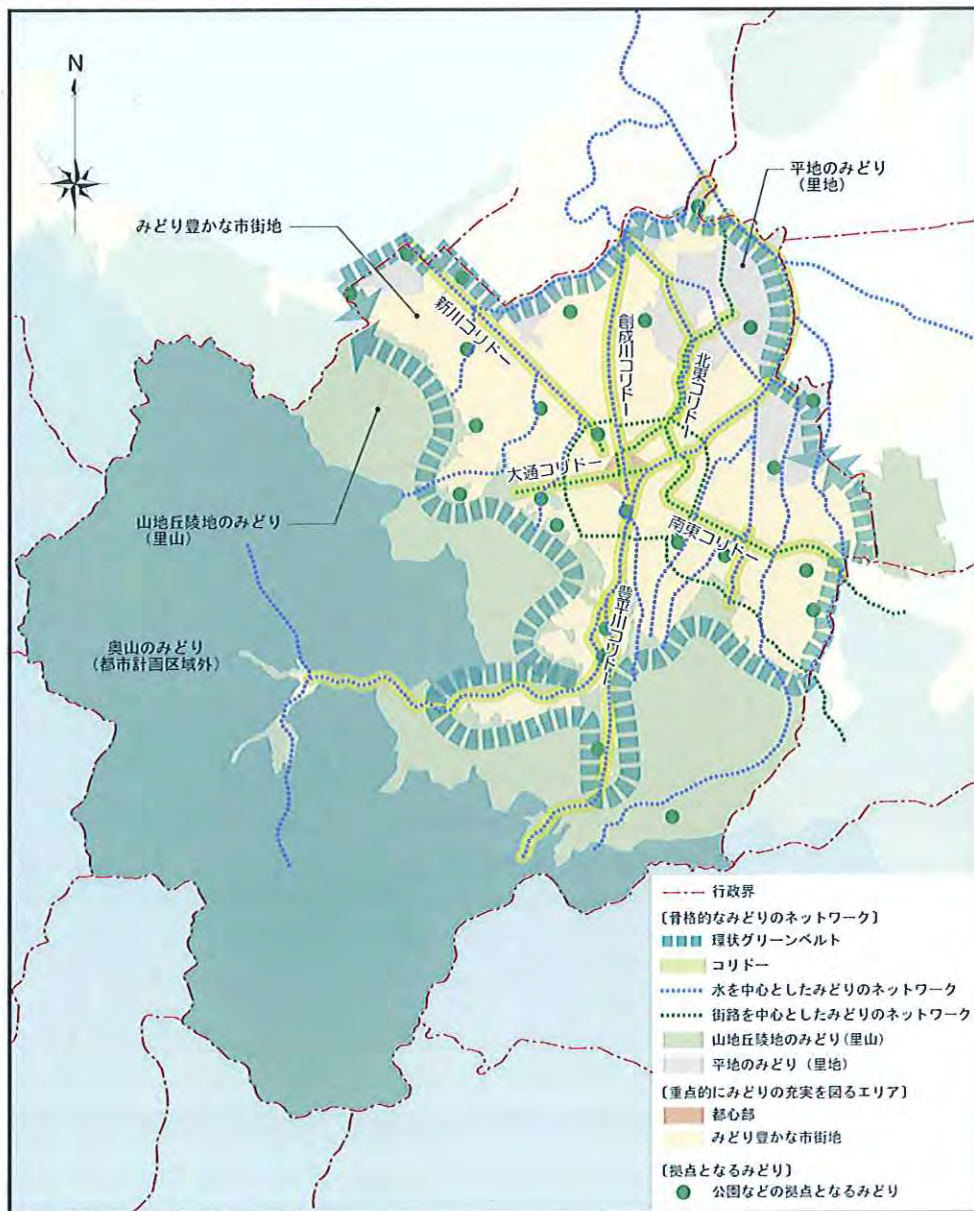 N
平地のみどり
(里地)
みどり豊かな市街地
新川コリドー
創成川コリドー
北東コリドー
大通コリドー
山地丘陵地のみどり
(里山)
南東コリドー
豊平川コリドー
奥山のみどり
(都市計画区域外)
行政界
〔骨格的なみどりのネットワーク〕
環状グリーンベルト
コリドー
水を中心としたみどりのネットワーク
街路を中心としたみどりのネットワーク
山地丘陵地のみどり(里山)
平地のみどり (里地)
〔重点的にみどりの充実を図るエリア〕
都心部
みどり豊かな市街地
〔拠点となるみどり〕
公園などの拠点となるみどり